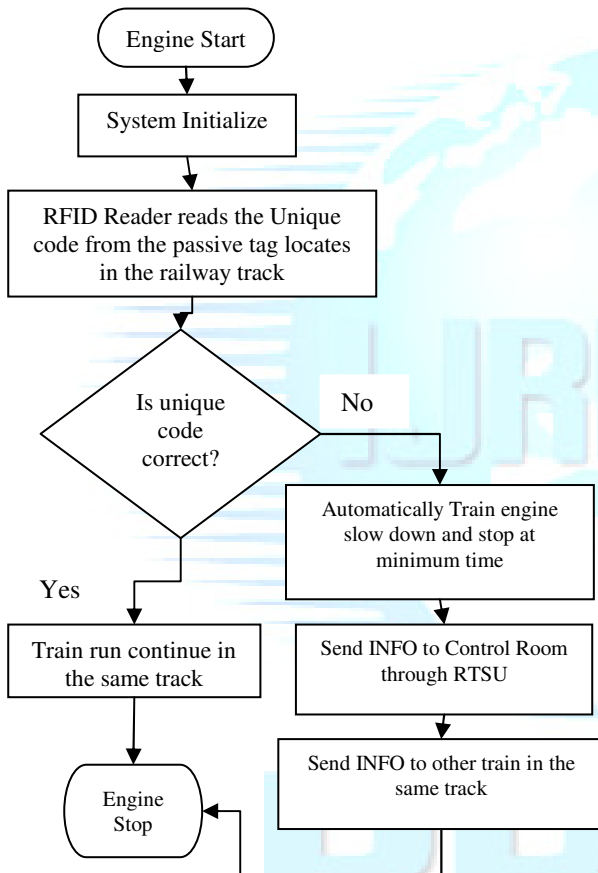 Engine Start
System Initialize
RFID Reader reads the Unique
code from the passive tag locates
in the railway track
Is unique
code
correct?
No
Automatically Train engine
slow down and stop at
minimum time
Yes
Train run continue in
the same track
Send INFO to Control Room
through RTSU
Send INFO to other train in the
same track
Engine
Stop